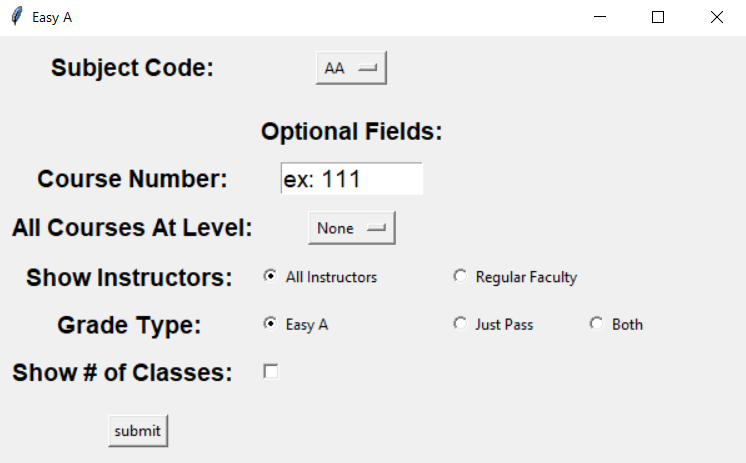 Easy A
Subject Code: AA
Optional Fields:
Course Number: ex: 111
All Courses At Level: None
Show Instructors: All Instructors Regular Faculty
Grade Type: Easy A Just Pass Both
Show # of Classes:
submit